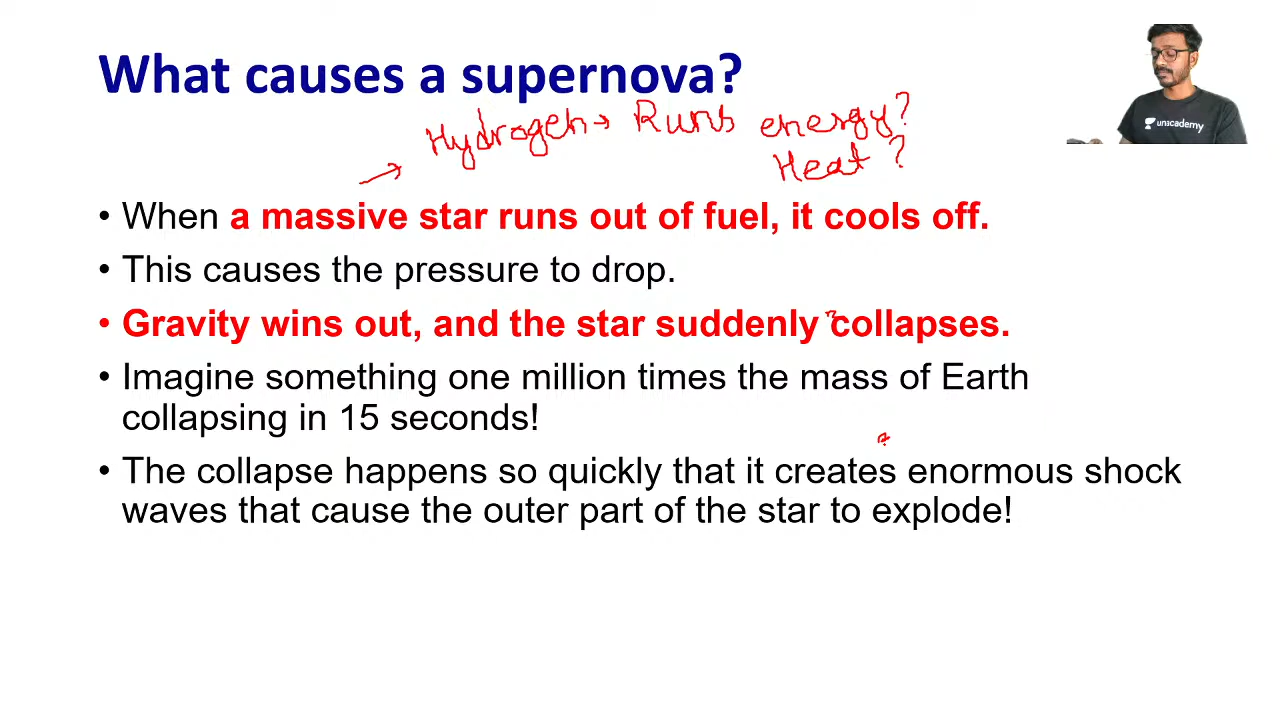 What causes a supernova?
unacademy
Hydrogen → Runs energy?
Heat ?
→
• When a massive star runs out of fuel, it cools off.
• This causes the pressure to drop.
• Gravity wins out, and the star suddenly collapses.
• Imagine something one million times the mass of Earth
collapsing in 15 seconds!
• The collapse happens so quickly that it creates enormous shock
waves that cause the outer part of the star to explode!